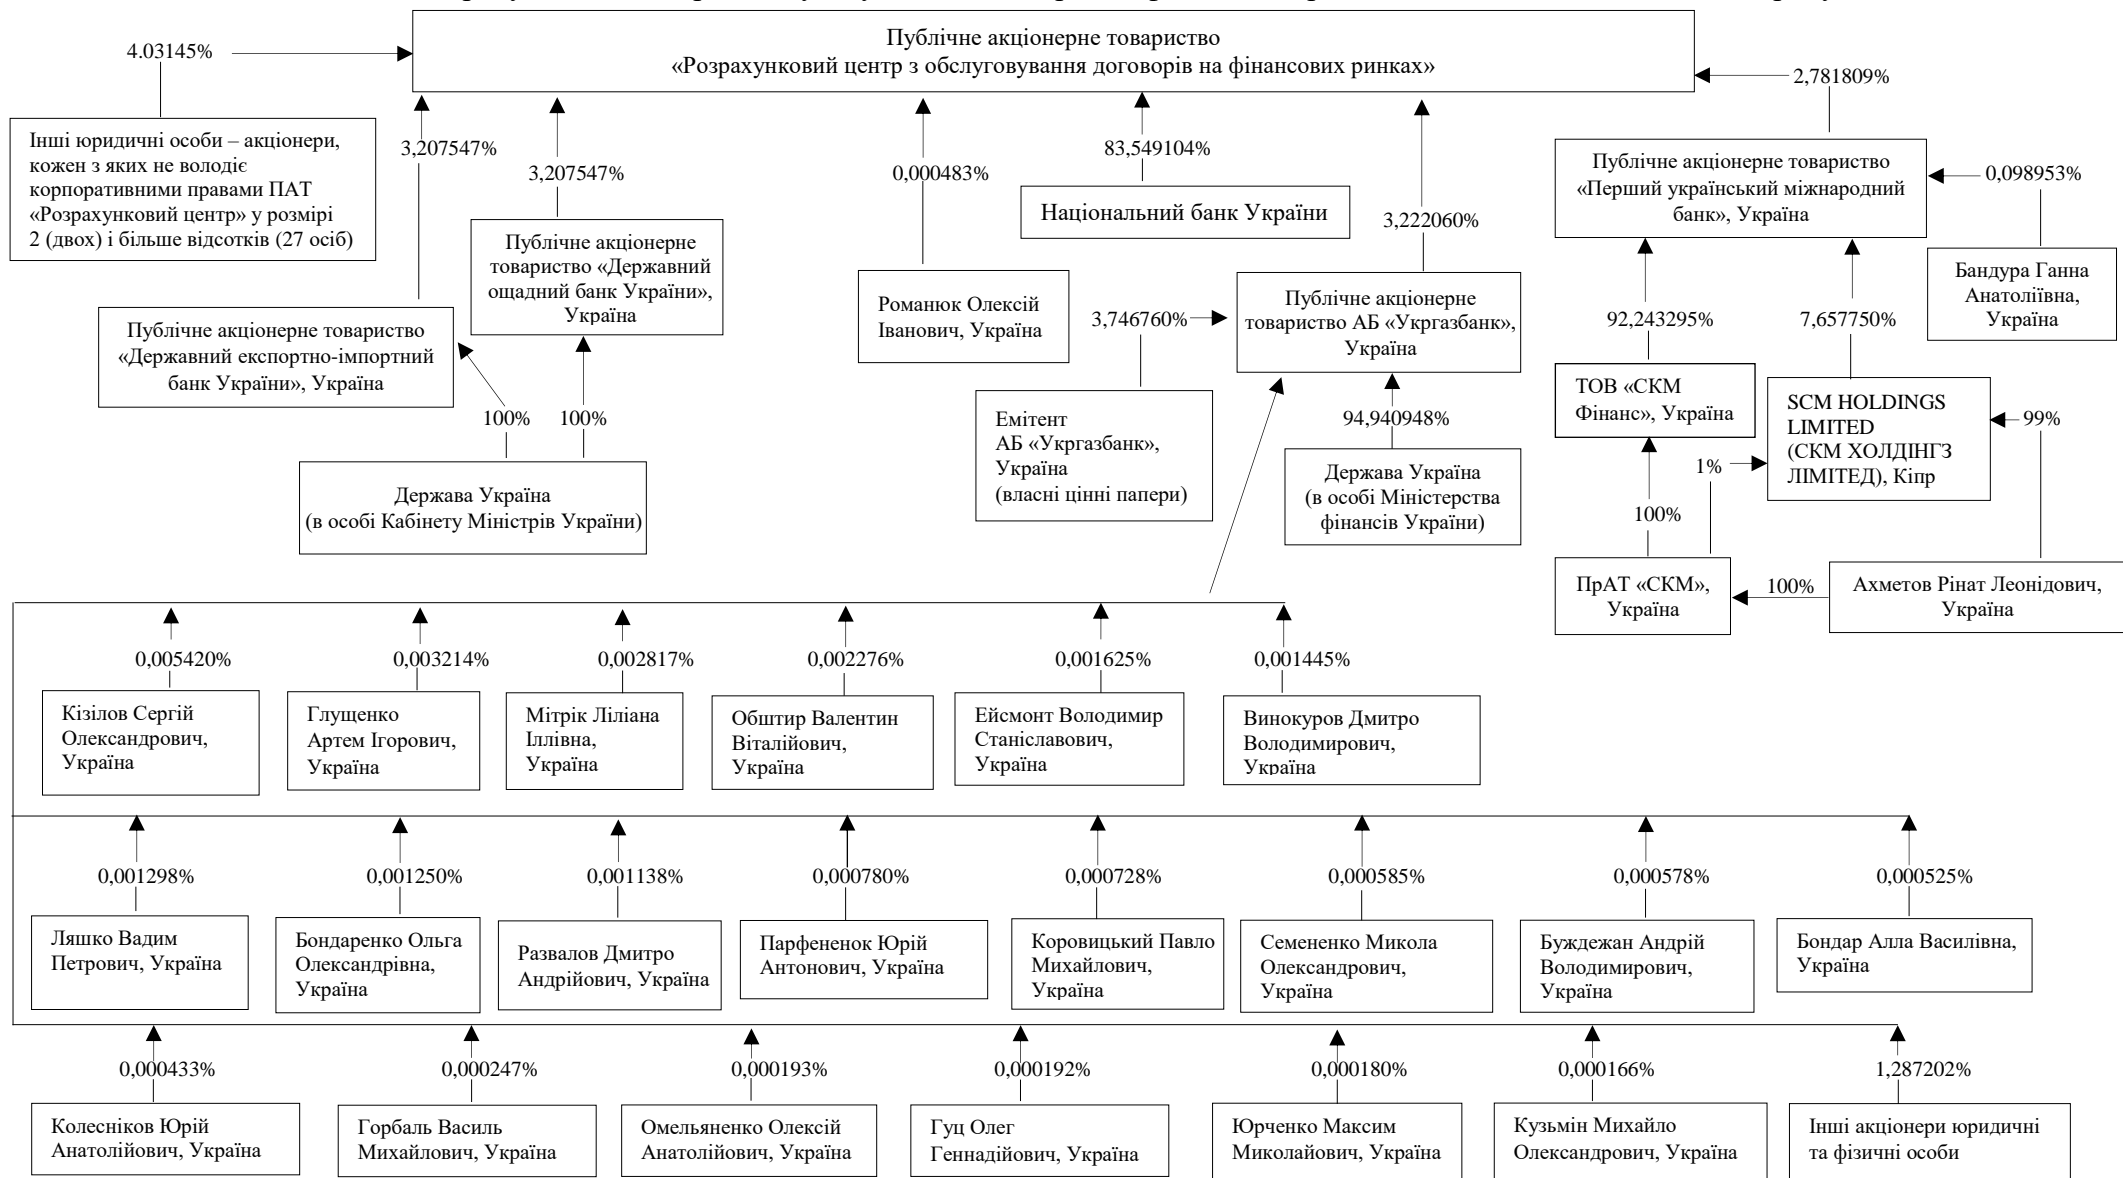 Публічне акціонерне товариство
«Розрахунковий центр з обслуговування договорів на фінансових ринках»
4.03145%
2,781809%
Інші юридичні особи – акціонери,
кожен з яких не володіє
корпоративними правами ПАТ
«Розрахунковий центр» у розмірі
2 (двох) і більше відсотків (27 осіб)
3,207547%
3,207547%
0,000483%
83,549104%
Національний банк України
3,222060%
Публічне акціонерне товариство
«Перший український міжнародний
банк», Україна
0,098953%
Бандура Ганна
Анатоліївна,
Україна
Публічне акціонерне
товариство «Державний
ощадний банк України»,
Україна
Публічне акціонерне товариство
«Державний експортно-імпортний
банк України», Україна
Романюк Олексій
Іванович, Україна
3,746760%
Публічне акціонерне
товариство АБ «Укргазбанк»,
Україна
92,243295%
7,657750%
100%
100%
Держава Україна
(в особі Кабінету Міністрів України)
Емітент
АБ «Укргазбанк»,
Україна
(власні цінні папери)
94,940948%
Держава Україна
(в особі Міністерства
фінансів України)
ТОВ «СКМ
Фінанс», Україна
SCM HOLDINGS
LIMITED
(СКМ ХОЛДІНГЗ
ЛІМІТЕД), Кіпр
99%
1%
100%
ПрАТ «СКМ»,
Україна
100%
Ахметов Рінат Леонідович,
Україна
0,005420%
0,003214%
0,002817%
0,002276%
0,001625%
0,001445%
Кізілов Сергій
Олександрович,
Україна
Глущенко
Артем Ігорович,
Україна
Мітрік Ліліана
Іллівна,
Україна
Обштир Валентин
Віталійович,
Україна
Ейсмонт Володимир
Станіславович,
Україна
Винокуров Дмитро
Володимирович,
Україна
0,001298%
0,001250%
0,001138%
0,000780%
0,000728%
0,000585%
0,000578%
0,000525%
Ляшко Вадим
Петрович, Україна
Бондаренко Ольга
Олександрівна,
Україна
Развалов Дмитро
Андрійович, Україна
Парфененок Юрій
Антонович, Україна
Коровицький Павло
Михайлович,
Україна
Семененко Микола
Олександрович,
Україна
Буждежан Андрій
Володимирович,
Україна
Бондар Алла Василівна,
Україна
0,000433%
0,000247%
0,000193%
0,000192%
0,000180%
0,000166%
1,287202%
Колесніков Юрій
Анатолійович, Україна
Горбаль Василь
Михайлович, Україна
Омельяненко Олексій
Анатолійович, Україна
Гуц Олег
Геннадійович, Україна
Юрченко Максим
Миколайович, Україна
Кузьмін Михайло
Олександрович, Україна
Інші акціонери юридичні
та фізичні особи